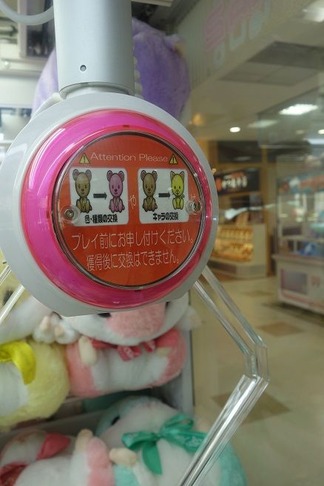 Attention Please
や
色・種類の交換
キャラの交換
プレイ前にお申し付けください。
獲得後に交換はできません。